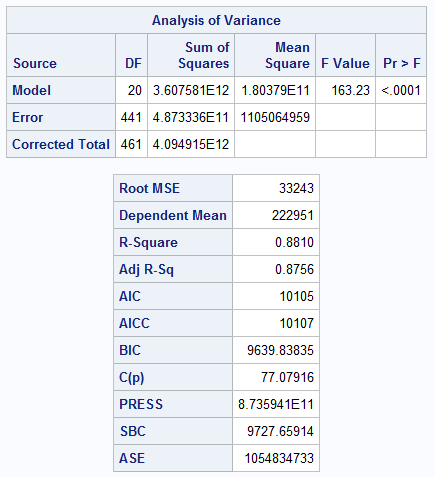 Analysis of Variance
Source DF Sum of Squares Mean Square F Value Pr > F
Model 20 3.607581E12 1.80379E11 163.23 <.0001
Error 441 4.873336E11 1105064959
Corrected Total 461 4.094915E12
Root MSE 33243
Dependent Mean 222951
R-Square 0.8810
Adj R-Sq 0.8756
AIC 10105
AICC 10107
BIC 9639.83835
C(p) 77.07916
PRESS 8.735941E11
SBC 9727.65914
ASE 1054834733